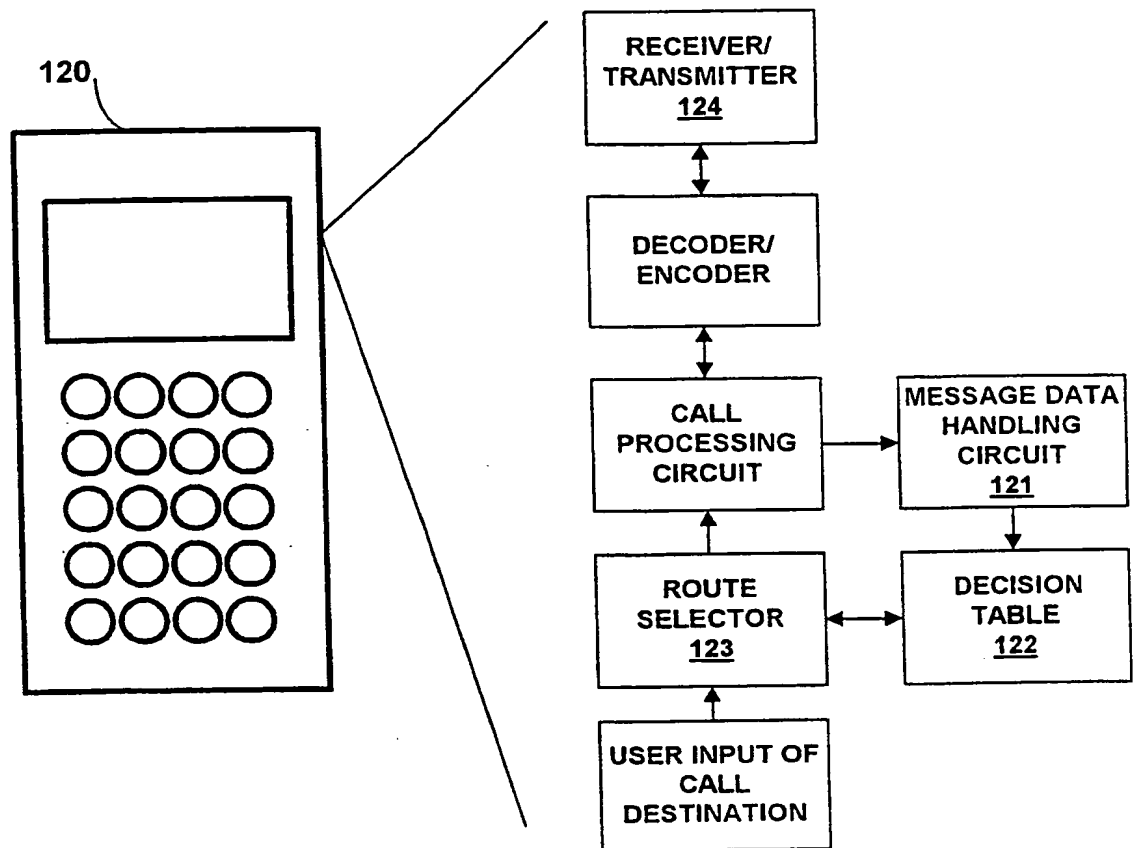 120
RECEIVER/
TRANSMITTER
124
DECODER/
ENCODER
CALL
PROCESSING
CIRCUIT
MESSAGE DATA
HANDLING
CIRCUIT
121
ROUTE
SELECTOR
123
DECISION
TABLE
122
USER INPUT OF
CALL
DESTINATION